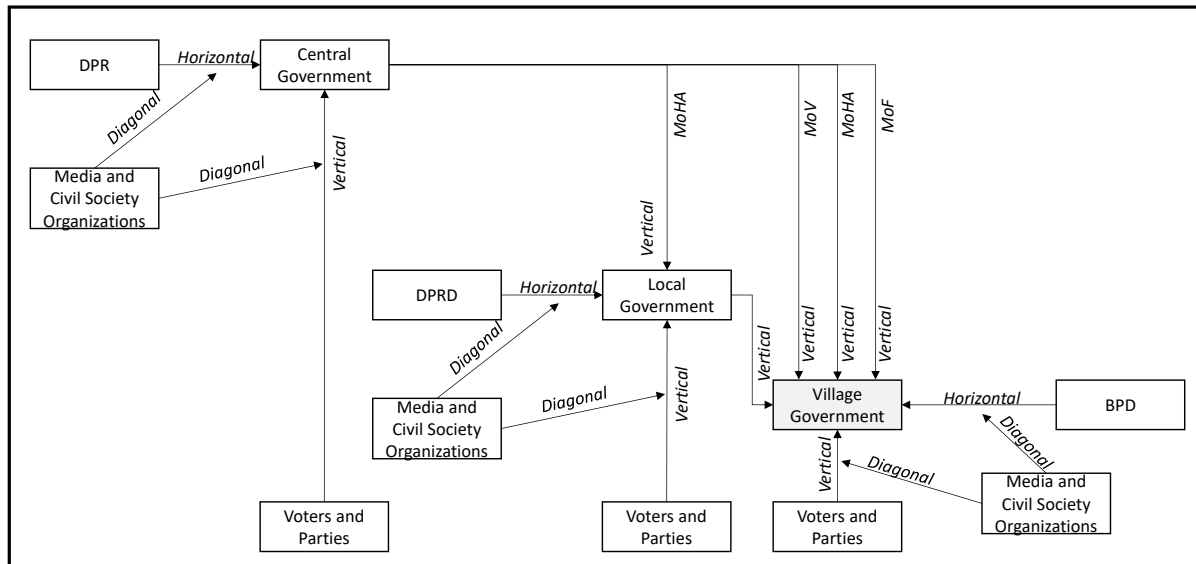 DPR
Horizontal
Central
Government
Diagonal
Media and
Civil Society
Organizations
Diagonal
Vertical
MoHA
MoV
MoHA
MoF
Vertical
DPRD
Horizontal
Local
Government
Diagonal
Media and
Civil Society
Organizations
Diagonal
Vertical
Vertical
Vertical
Vertical
Vertical
Village
Government
Horizontal
BPD
Vertical
Diagonal
Diagonal
Media and
Civil Society
Organizations
Voters and
Parties
Voters and
Parties
Voters and
Parties